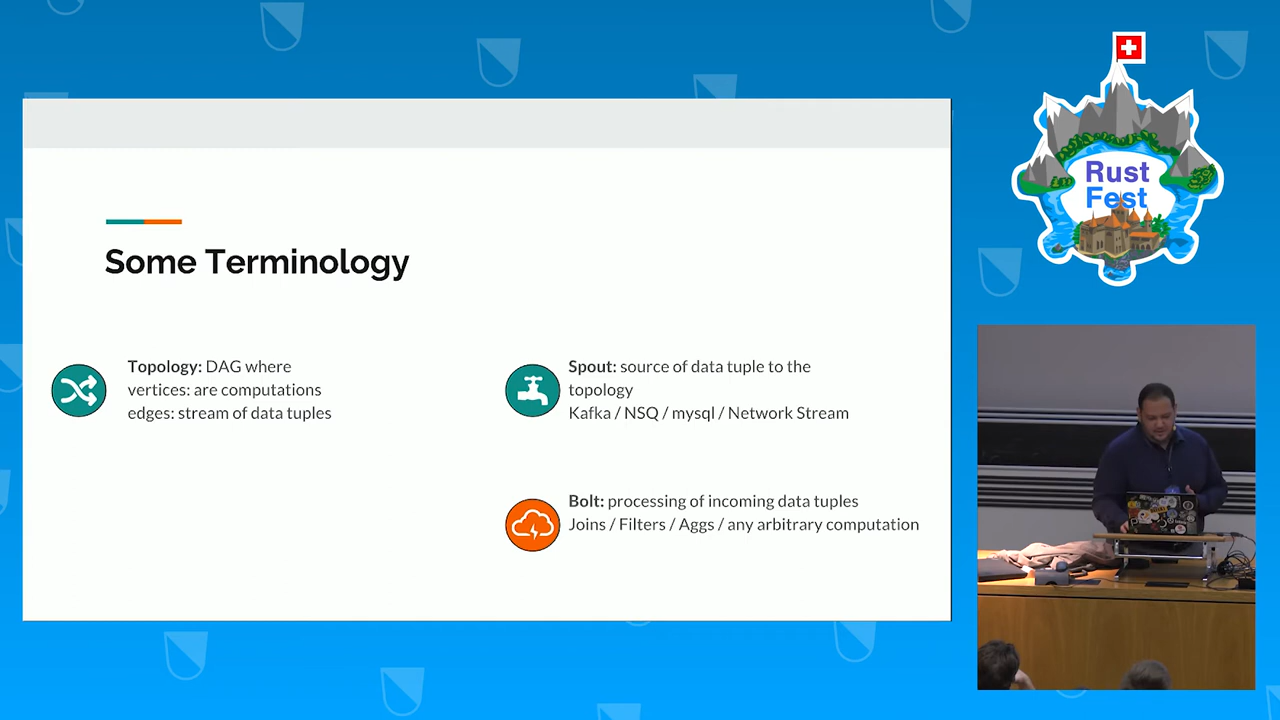 Some Terminology
Topology: DAG where
vertices: are computations
edges: stream of data tuples
Spout: source of data tuple to the
topology
Kafka / NSQ / mysql / Network Stream
Bolt: processing of incoming data tuples
Joins / Filters / Aggs / any arbitrary computation
Rust
Fest